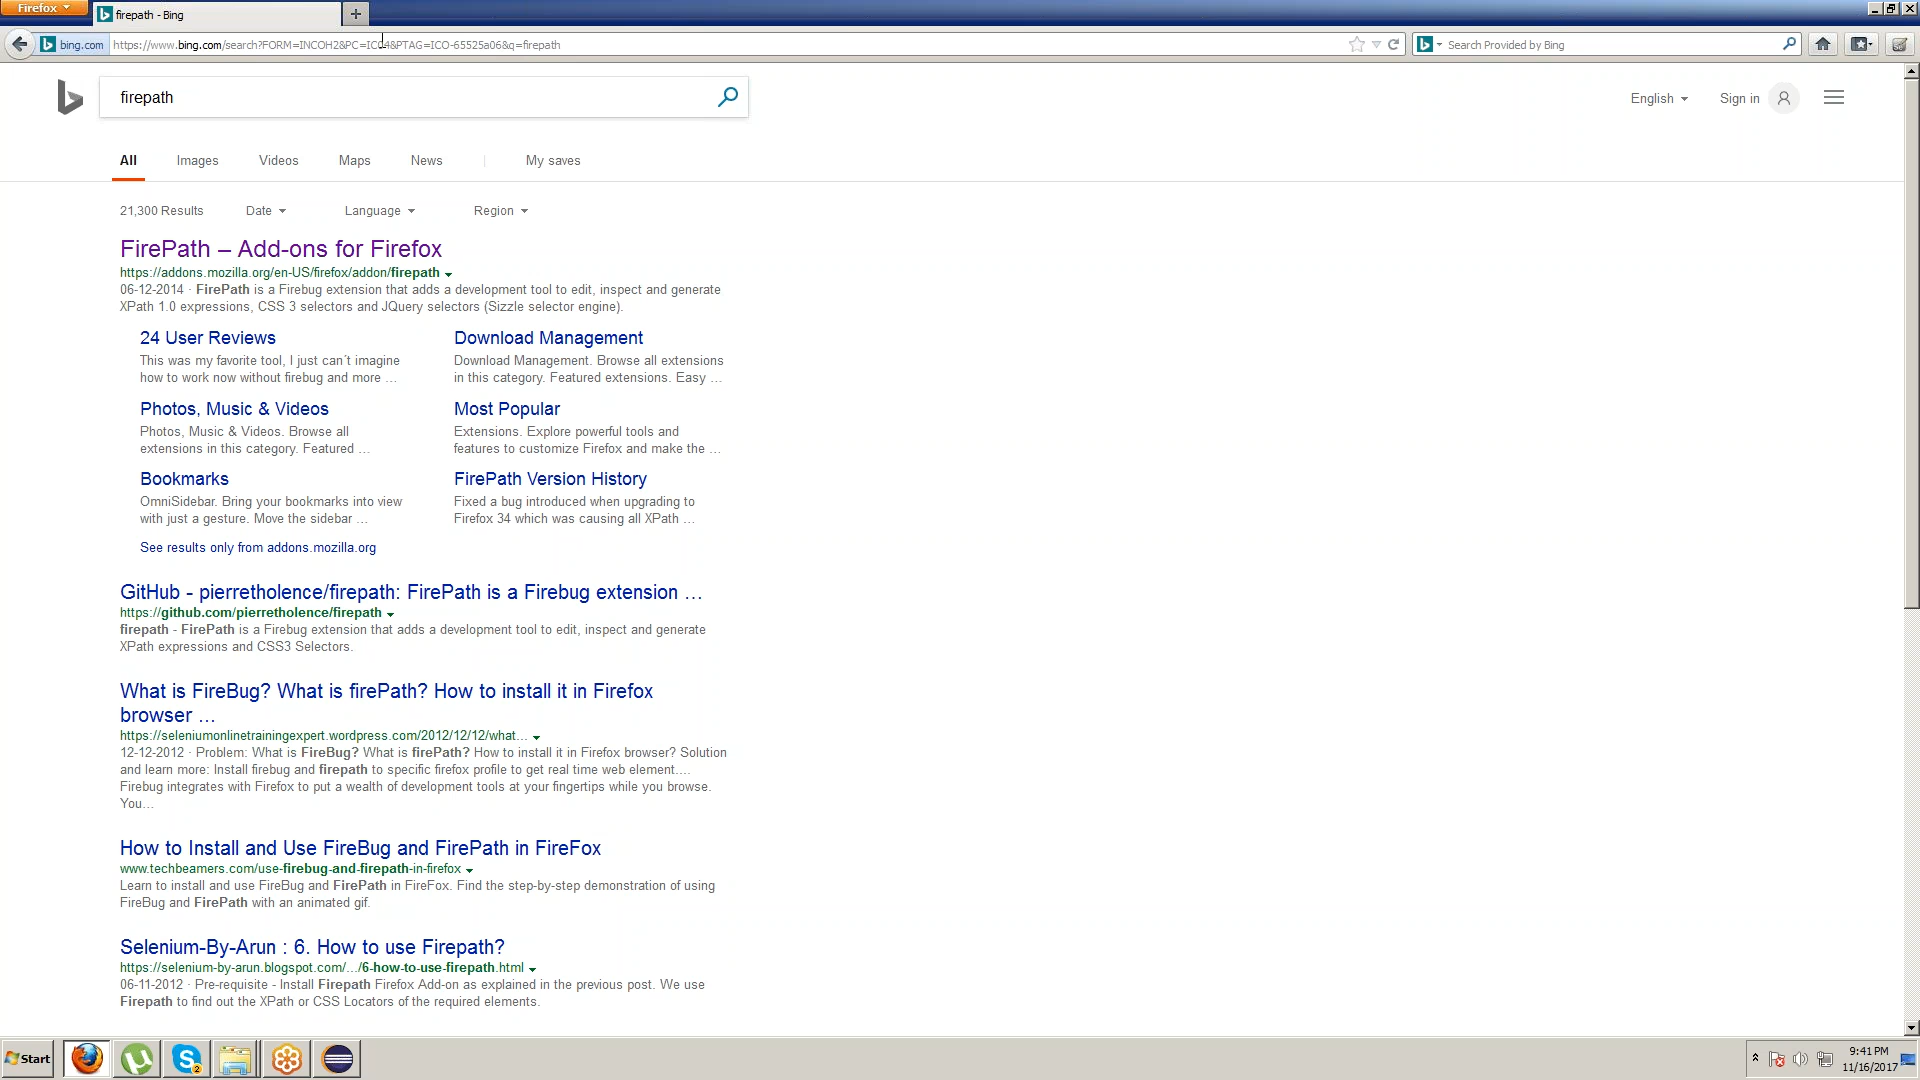 Firefox
firepath - Bing
bing.com
https://www.bing.com/search?FORM=INCOH2&PC=IC04&PTAG=ICO-65525a06&q=firepath
Search Provided by Bing
firepath
English
Sign in
All
Images
Videos
Maps
News
My saves
21,300 Results
Date
Language
Region
FirePath – Add-ons for Firefox
https://addons.mozilla.org/en-US/firefox/addon/firepath
06-12-2014 · FirePath is a Firebug extension that adds a development tool to edit, inspect and generate
XPath 1.0 expressions, CSS 3 selectors and JQuery selectors (Sizzle selector engine).
24 User Reviews
This was my favorite tool, I just can´t imagine
how to work now without firebug and more ...
Download Management
Download Management. Browse all extensions
in this category. Featured extensions. Easy ...
Photos, Music & Videos
Photos, Music & Videos. Browse all
extensions in this category. Featured ...
Most Popular
Extensions. Explore powerful tools and
features to customize Firefox and make the ...
Bookmarks
OmniSidebar. Bring your bookmarks into view
with just a gesture. Move the sidebar ...
FirePath Version History
Fixed a bug introduced when upgrading to
Firefox 34 which was causing all XPath ...
See results only from addons.mozilla.org
GitHub - pierretholence/firepath: FirePath is a Firebug extension ...
https://github.com/pierretholence/firepath
firepath - FirePath is a Firebug extension that adds a development tool to edit, inspect and generate
XPath expressions and CSS3 Selectors.
What is FireBug? What is firePath? How to install it in Firefox
browser ...
https://seleniumonlinetrainingexpert.wordpress.com/2012/12/12/what...
12-12-2012 · Problem: What is FireBug? What is firePath? How to install it in Firefox browser? Solution
and learn more: Install firebug and firepath to specific firefox profile to get real time web element....
Firebug integrates with Firefox to put a wealth of development tools at your fingertips while you browse.
You...
How to Install and Use FireBug and FirePath in FireFox
www.techbeamers.com/use-firebug-and-firepath-in-firefox
Learn to install and use FireBug and FirePath in FireFox. Find the step-by-step demonstration of using
FireBug and FirePath with an animated gif.
Selenium-By-Arun : 6. How to use Firepath?
https://selenium-by-arun.blogspot.com/.../6-how-to-use-firepath.html
06-11-2012 · Pre-requisite - Install Firepath Firefox Add-on as explained in the previous post. We use
Firepath to find out the XPath or CSS Locators of the required elements.
Start
2
9:41 PM
11/16/2017